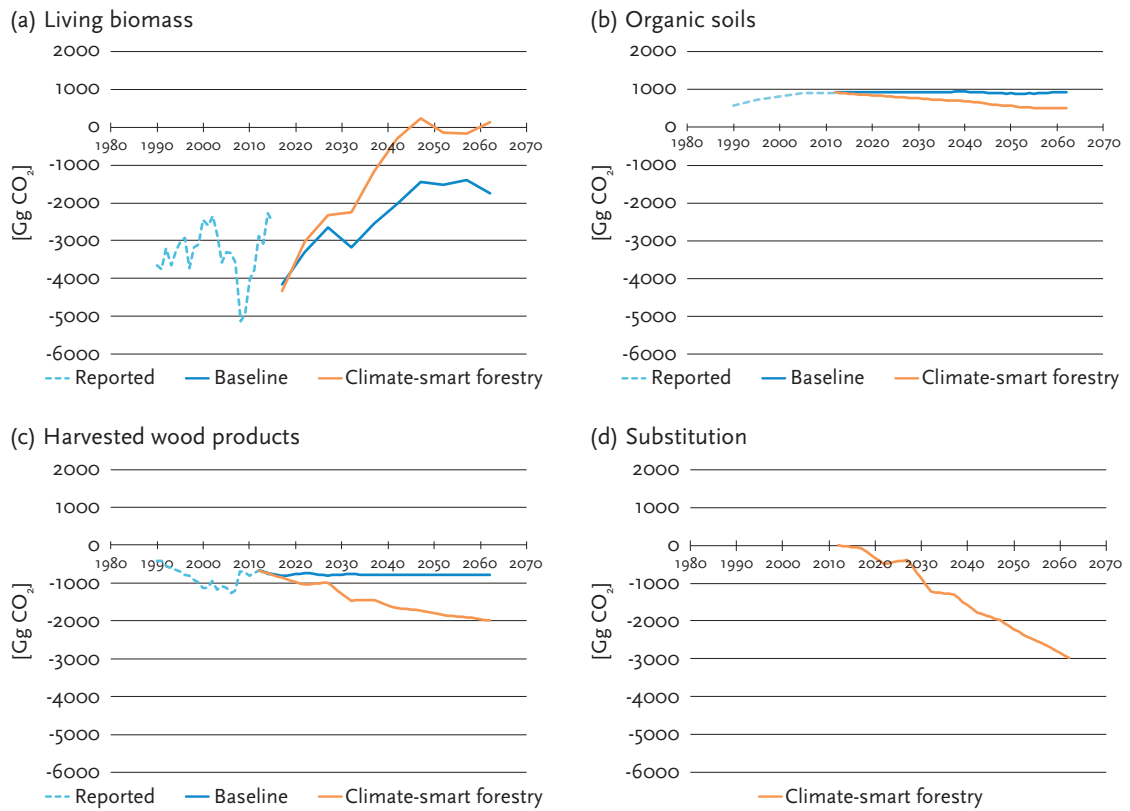 (a) Living biomass
2000
1000
0
1980 1990 2000 2010 2020 2030 2040 2050 2060 2070
-1000
-2000
-3000
-4000
-5000
-6000
[Gg CO₂]
Reported Baseline Climate-smart forestry
(b) Organic soils
2000
1000
0
1980 1990 2000 2010 2020 2030 2040 2050 2060 2070
-1000
-2000
-3000
-4000
-5000
-6000
[Gg CO₂]
Reported Baseline Climate-smart forestry
(c) Harvested wood products
2000
1000
0
1980 1990 2000 2010 2020 2030 2040 2050 2060 2070
-1000
-2000
-3000
-4000
-5000
-6000
[Gg CO₂]
Reported Baseline Climate-smart forestry
(d) Substitution
2000
1000
0
1980 1990 2000 2010 2020 2030 2040 2050 2060 2070
-1000
-2000
-3000
-4000
-5000
-6000
[Gg CO₂]
Climate-smart forestry